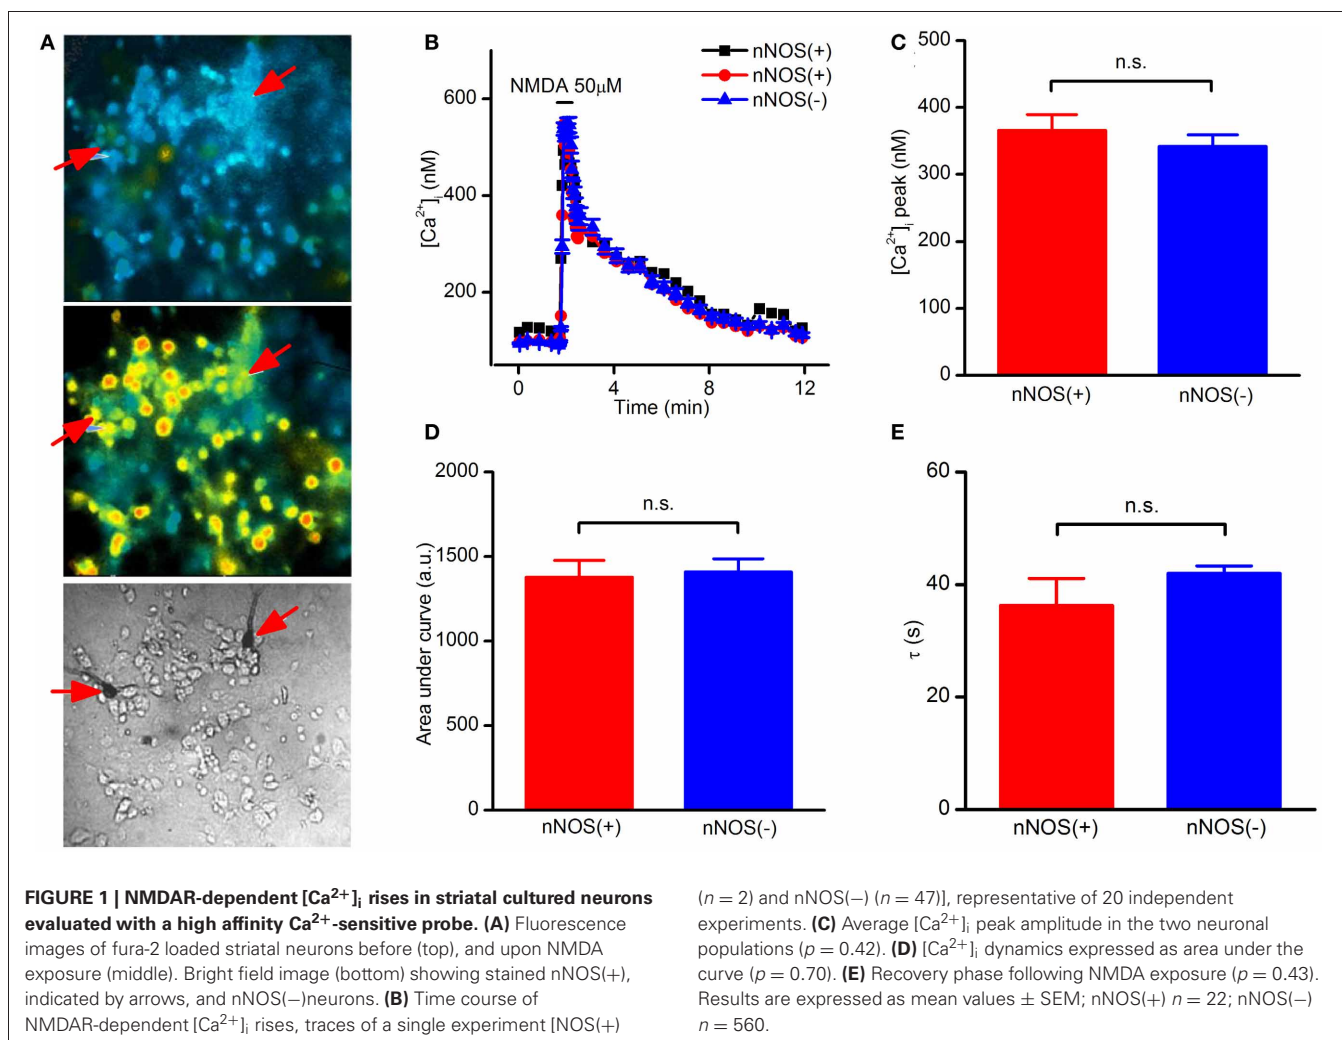 A
B
nNOS(+)
nNOS(+)
nNOS(-)
NMDA 50μM
600
400
200
[Ca²⁺]ᵢ (nM)
0
4
8
12
Time (min)
C
500
400
300
200
100
0
[Ca²⁺]ᵢ peak (nM)
n.s.
nNOS(+)
nNOS(-)
D
2000
1500
1000
500
0
Area under curve (a.u.)
n.s.
nNOS(+)
nNOS(-)
E
60
40
20
0
τ (s)
n.s.
nNOS(+)
nNOS(-)
FIGURE 1 | NMDAR-dependent [Ca²⁺]ᵢ rises in striatal cultured neurons
evaluated with a high affinity Ca²⁺-sensitive probe. (A) Fluorescence
images of fura-2 loaded striatal neurons before (top), and upon NMDA
exposure (middle). Bright field image (bottom) showing stained nNOS(+),
indicated by arrows, and nNOS(−)neurons. (B) Time course of
NMDAR-dependent [Ca²⁺]ᵢ rises, traces of a single experiment [NOS(+)
(n = 2) and nNOS(−) (n = 47)], representative of 20 independent
experiments. (C) Average [Ca²⁺]ᵢ peak amplitude in the two neuronal
populations (p = 0.42). (D) [Ca²⁺]ᵢ dynamics expressed as area under the
curve (p = 0.70). (E) Recovery phase following NMDA exposure (p = 0.43).
Results are expressed as mean values ± SEM; nNOS(+) n = 22; nNOS(−)
n = 560.